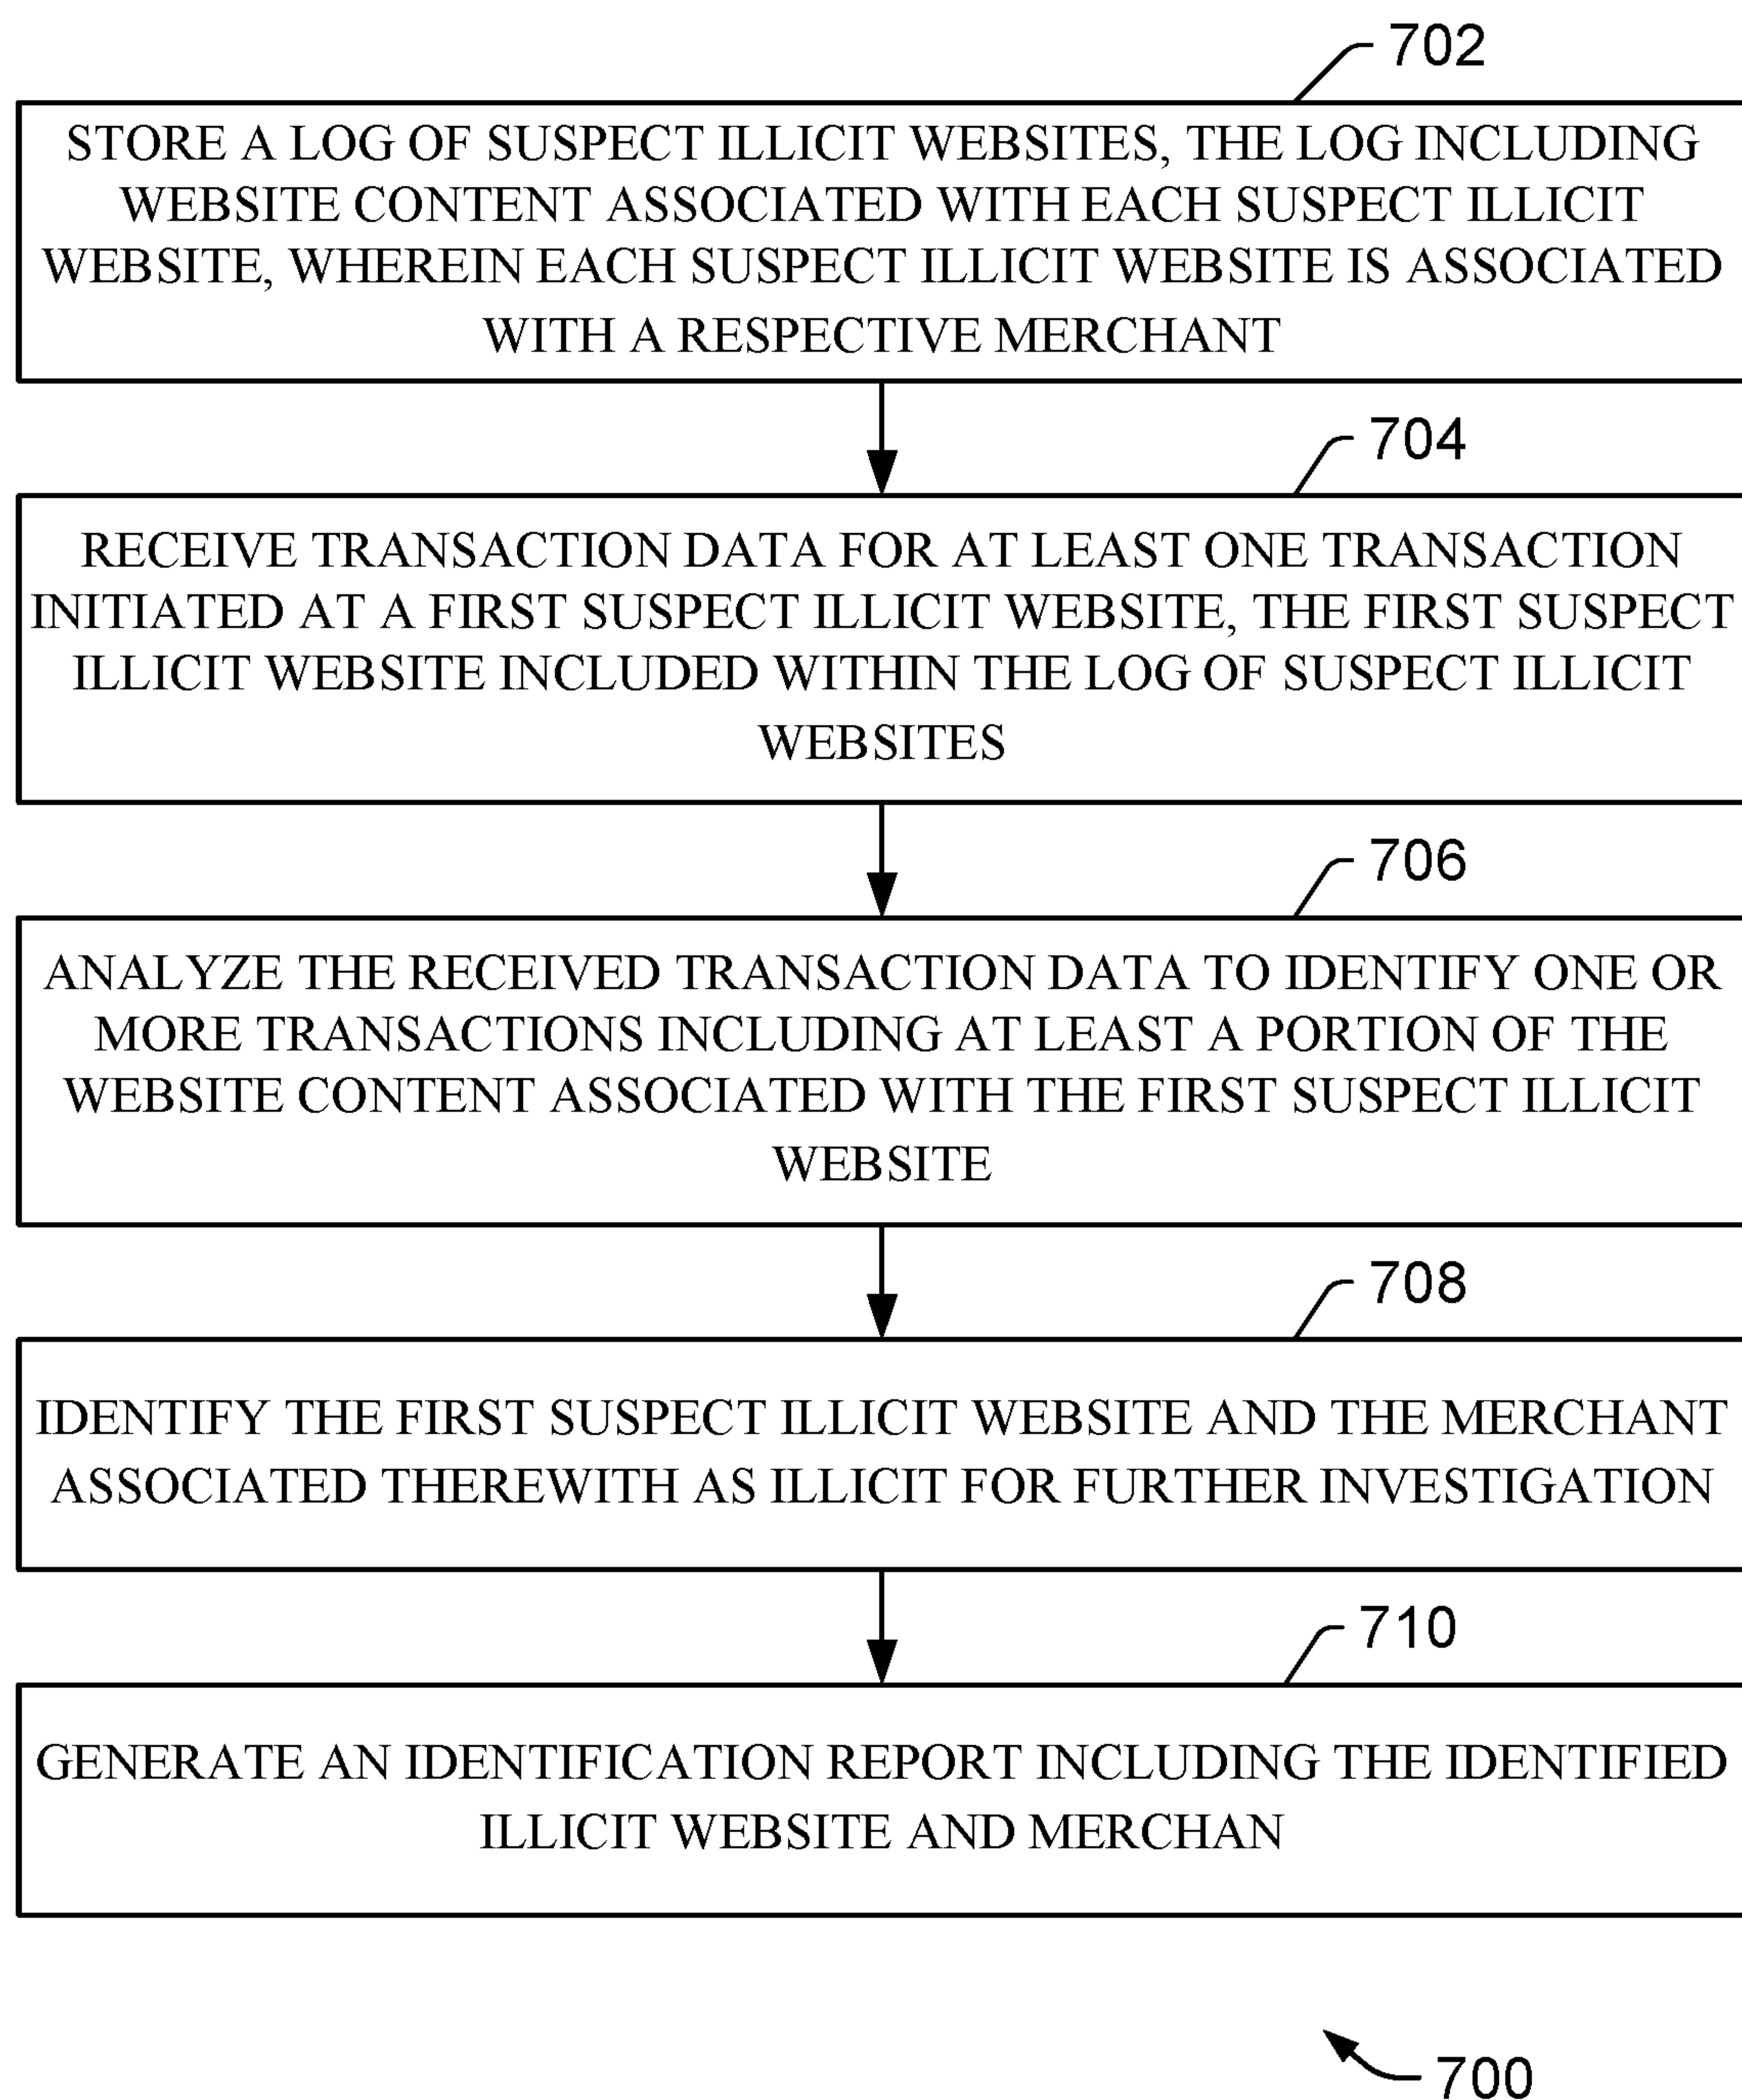 702
STORE A LOG OF SUSPECT ILLICIT WEBSITES, THE LOG INCLUDING
WEBSITE CONTENT ASSOCIATED WITH EACH SUSPECT ILLICIT
WEBSITE, WHEREIN EACH SUSPECT ILLICIT WEBSITE IS ASSOCIATED
WITH A RESPECTIVE MERCHANT
704
RECEIVE TRANSACTION DATA FOR AT LEAST ONE TRANSACTION
INITIATED AT A FIRST SUSPECT ILLICIT WEBSITE, THE FIRST SUSPECT
ILLICIT WEBSITE INCLUDED WITHIN THE LOG OF SUSPECT ILLICIT
WEBSITES
706
ANALYZE THE RECEIVED TRANSACTION DATA TO IDENTIFY ONE OR
MORE TRANSACTIONS INCLUDING AT LEAST A PORTION OF THE
WEBSITE CONTENT ASSOCIATED WITH THE FIRST SUSPECT ILLICIT
WEBSITE
708
IDENTIFY THE FIRST SUSPECT ILLICIT WEBSITE AND THE MERCHANT
ASSOCIATED THEREWITH AS ILLICIT FOR FURTHER INVESTIGATION
710
GENERATE AN IDENTIFICATION REPORT INCLUDING THE IDENTIFIED
ILLICIT WEBSITE AND MERCHAN
700